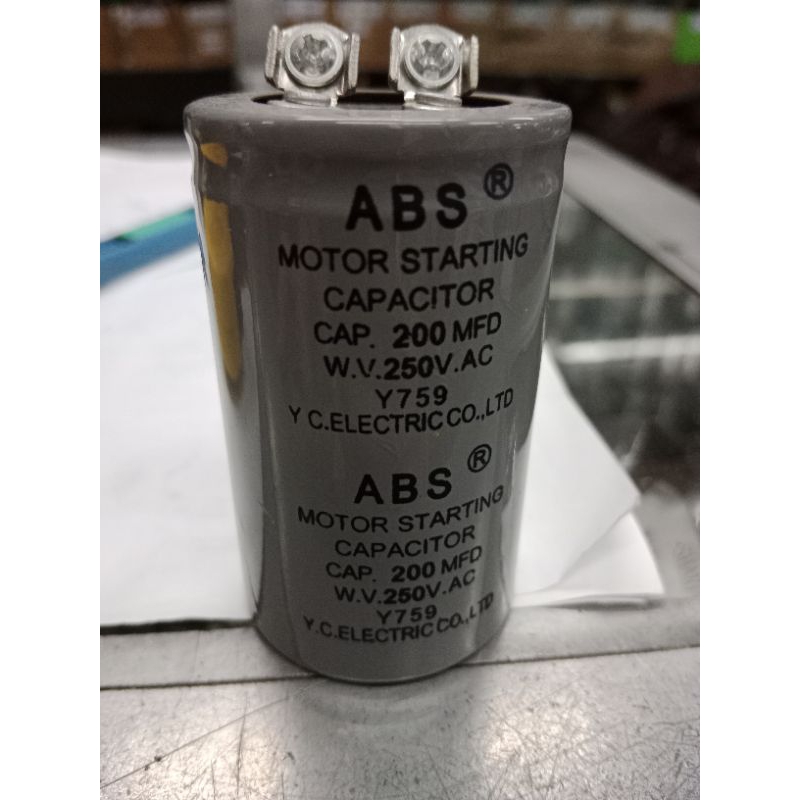 ABS ®
MOTOR STARTING
CAPACITOR
CAP. 200 MFD
W.V.250V.AC
Y759
Y C.ELECTRIC CO.,LTD
ABS ®
MOTOR STARTING
CAPACITOR
CAP. 200 MFD
W.V.250V.AC
Y759
Y.C.ELECTRIC CO.,LTD